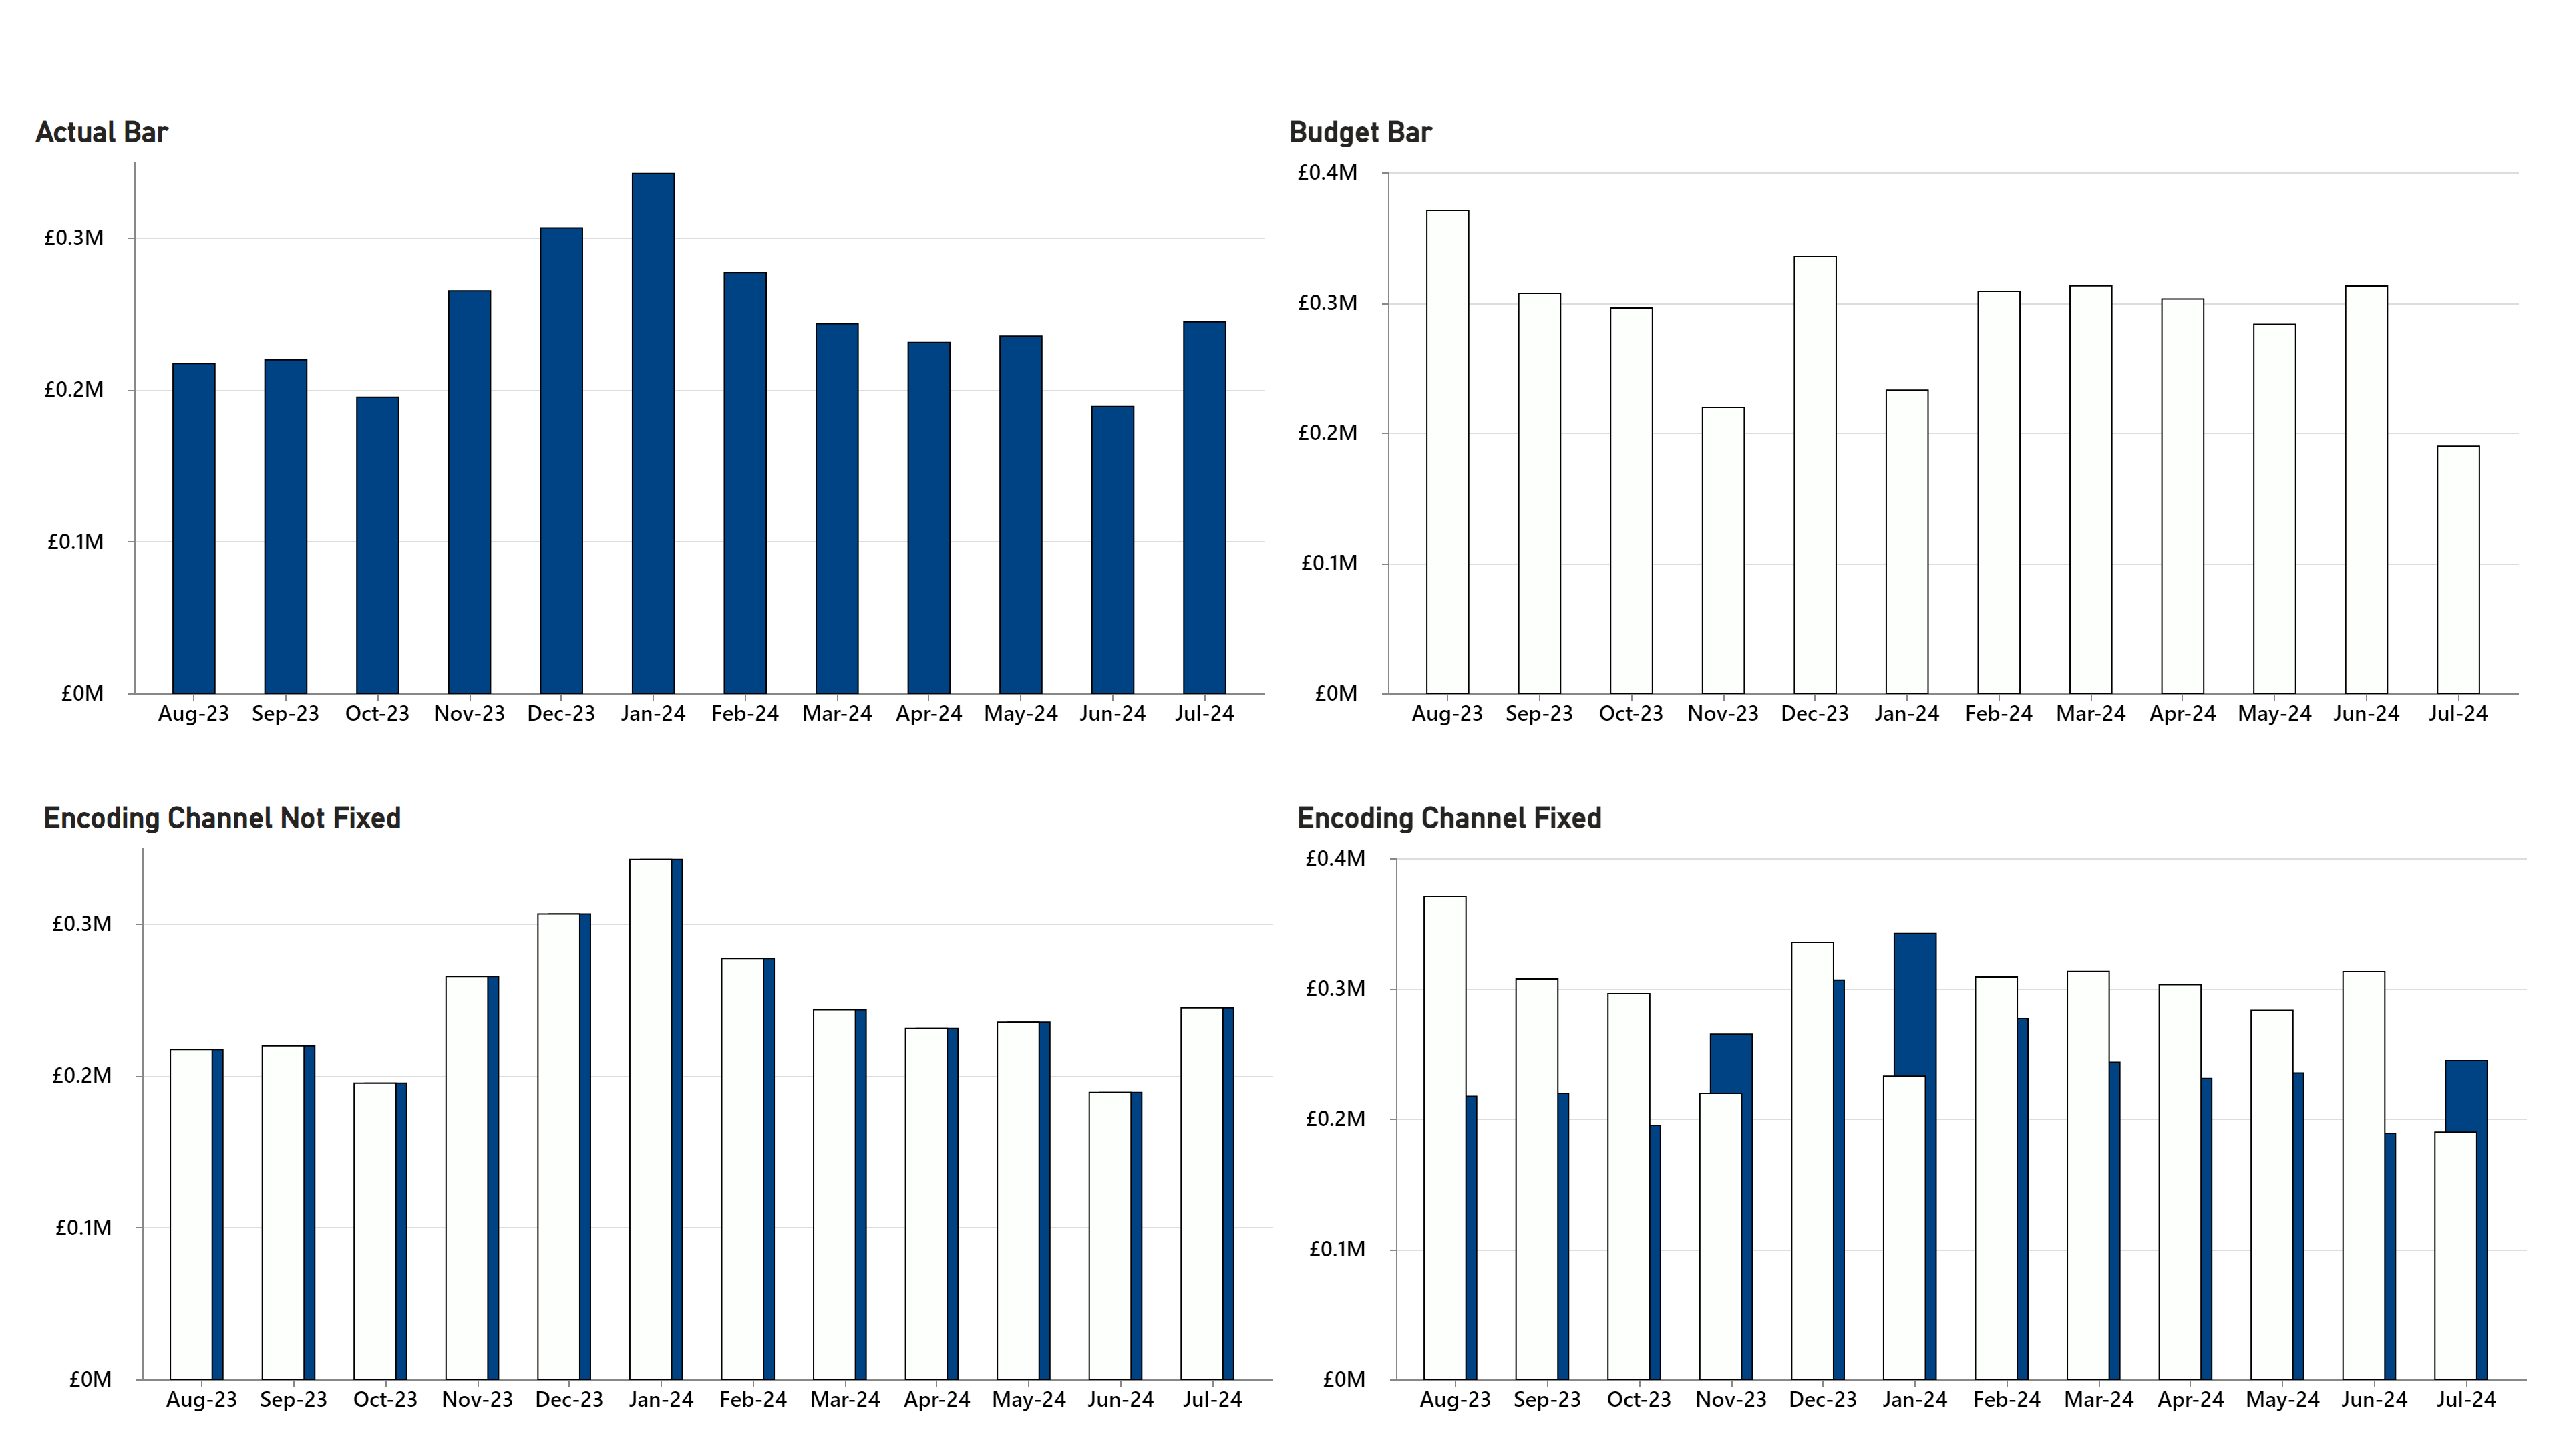 Actual Bar
£0.3M
£0.2M
£0.1M
£0M
Aug-23 Sep-23 Oct-23 Nov-23 Dec-23 Jan-24 Feb-24 Mar-24 Apr-24 May-24 Jun-24 Jul-24
Budget Bar
£0.4M
£0.3M
£0.2M
£0.1M
£0M
Aug-23 Sep-23 Oct-23 Nov-23 Dec-23 Jan-24 Feb-24 Mar-24 Apr-24 May-24 Jun-24 Jul-24
Encoding Channel Not Fixed
£0.3M
£0.2M
£0.1M
£0M
Aug-23 Sep-23 Oct-23 Nov-23 Dec-23 Jan-24 Feb-24 Mar-24 Apr-24 May-24 Jun-24 Jul-24
Encoding Channel Fixed
£0.4M
£0.3M
£0.2M
£0.1M
£0M
Aug-23 Sep-23 Oct-23 Nov-23 Dec-23 Jan-24 Feb-24 Mar-24 Apr-24 May-24 Jun-24 Jul-24